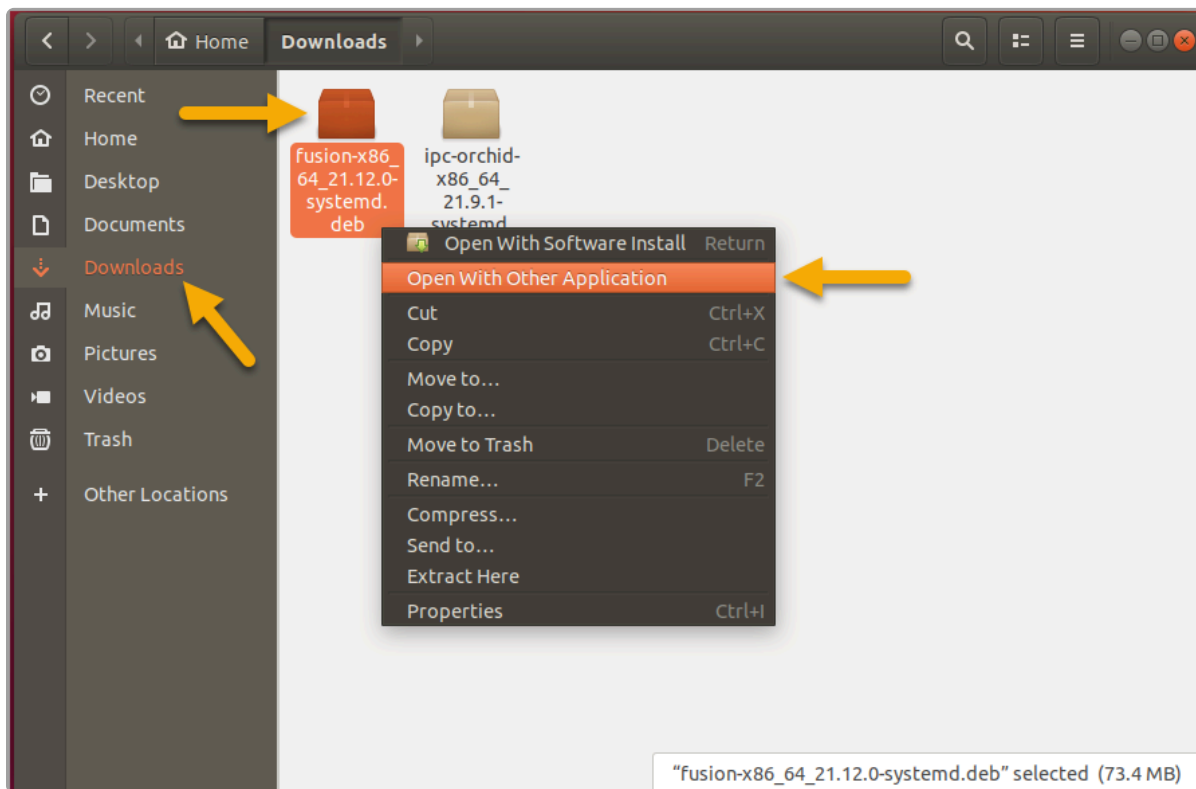 Home Downloads
Recent
Home
Desktop
Documents
Downloads
Music
Pictures
Videos
Trash
+ Other Locations
fusion-x86_
64_21.12.0-
systemd.
deb
ipc-orchid-
x86_64_
21.9.1-
systemd.
Open With Software Install Return
Open With Other Application
Cut Ctrl+X
Copy Ctrl+C
Move to…
Copy to…
Move to Trash Delete
Rename… F2
Compress…
Send to…
Extract Here
Properties Ctrl+I
“fusion-x86_64_21.12.0-systemd.deb” selected (73.4 MB)